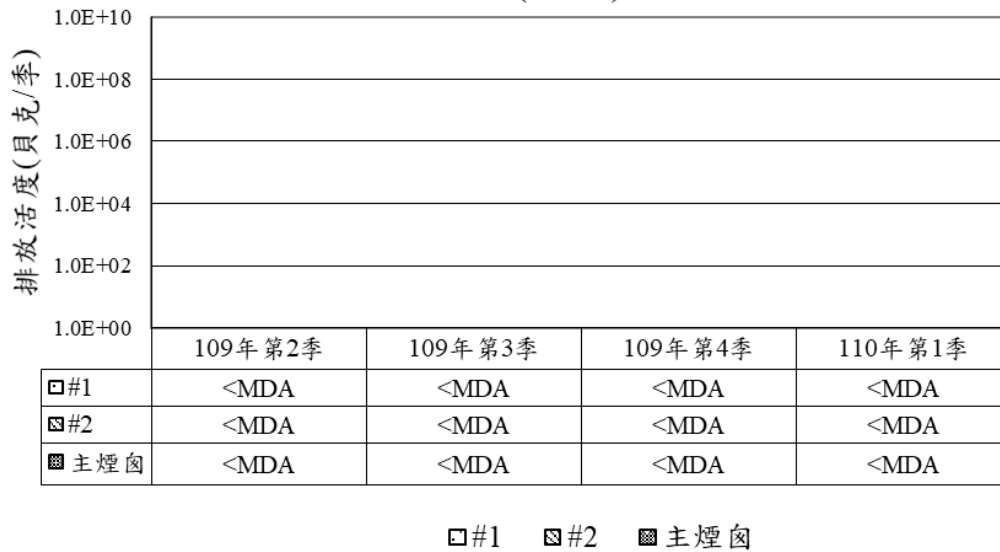 1.0E+10
1.0E+08
1.0E+06
1.0E+04
1.0E+02
1.0E+00
排放活度(貝克/季)
109年第2季 109年第3季 109年第4季 110年第1季
#1 <MDA <MDA <MDA <MDA
#2 <MDA <MDA <MDA <MDA
主煙囪 <MDA <MDA <MDA <MDA
#1 #2 主煙囪